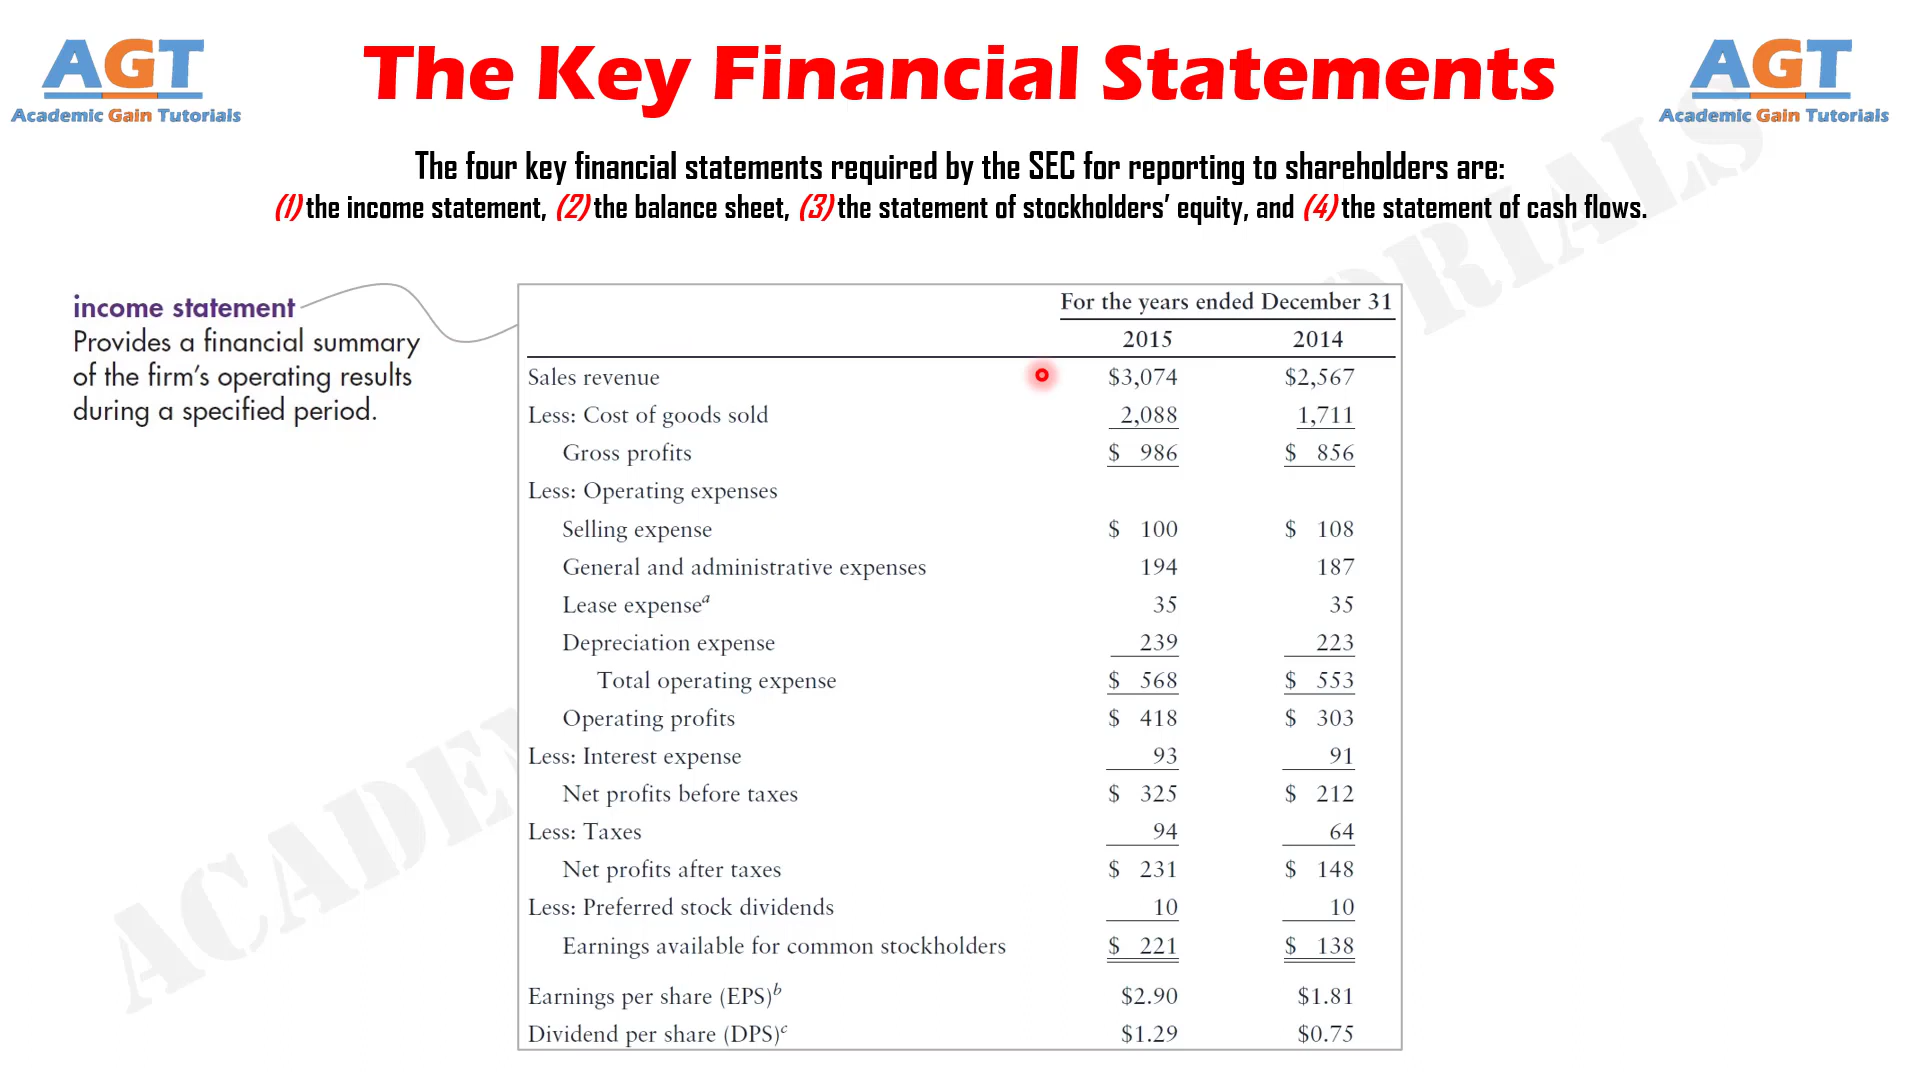 AGT
Academic Gain Tutorials
The Key Financial Statements
AGT
Academic Gain Tutorials
The four key financial statements required by the SEC for reporting to shareholders are:
(1) the income statement, (2) the balance sheet, (3) the statement of stockholders' equity, and (4) the statement of cash flows.
income statement
Provides a financial summary
of the firm's operating results
during a specified period.
For the years ended December 31
2015 2014
Sales revenue $3,074 $2,567
Less: Cost of goods sold 2,088 1,711
Gross profits $ 986 $ 856
Less: Operating expenses
Selling expense $ 100 $ 108
General and administrative expenses 194 187
Lease expenseᵃ 35 35
Depreciation expense 239 223
Total operating expense $ 568 $ 553
Operating profits $ 418 $ 303
Less: Interest expense 93 91
Net profits before taxes $ 325 $ 212
Less: Taxes 94 64
Net profits after taxes $ 231 $ 148
Less: Preferred stock dividends 10 10
Earnings available for common stockholders $ 221 $ 138
Earnings per share (EPS)ᵇ $2.90 $1.81
Dividend per share (DPS)ᶜ $1.29 $0.75